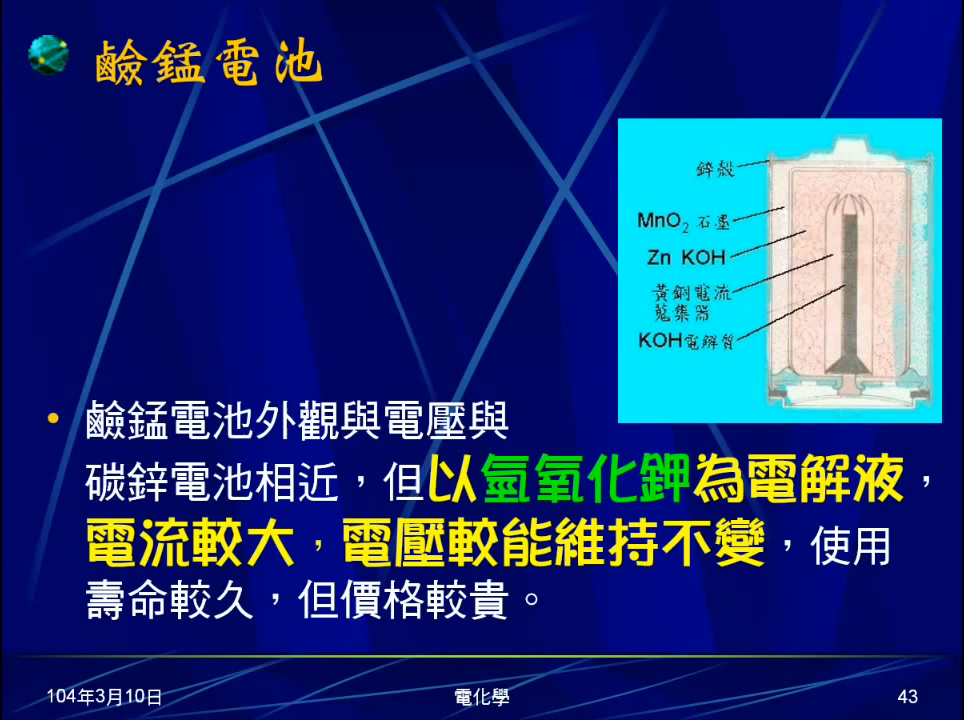 鹼錳電池
鋅殼
MnO2 石墨
Zn KOH
黃銅電流
蒐集器
KOH電解質
• 鹼錳電池外觀與電壓與
碳鋅電池相近，但以氫氧化鉀為電解液，
電流較大，電壓較能維持不變，使用
壽命較久，但價格較貴。
104年3月10日
電化學
43